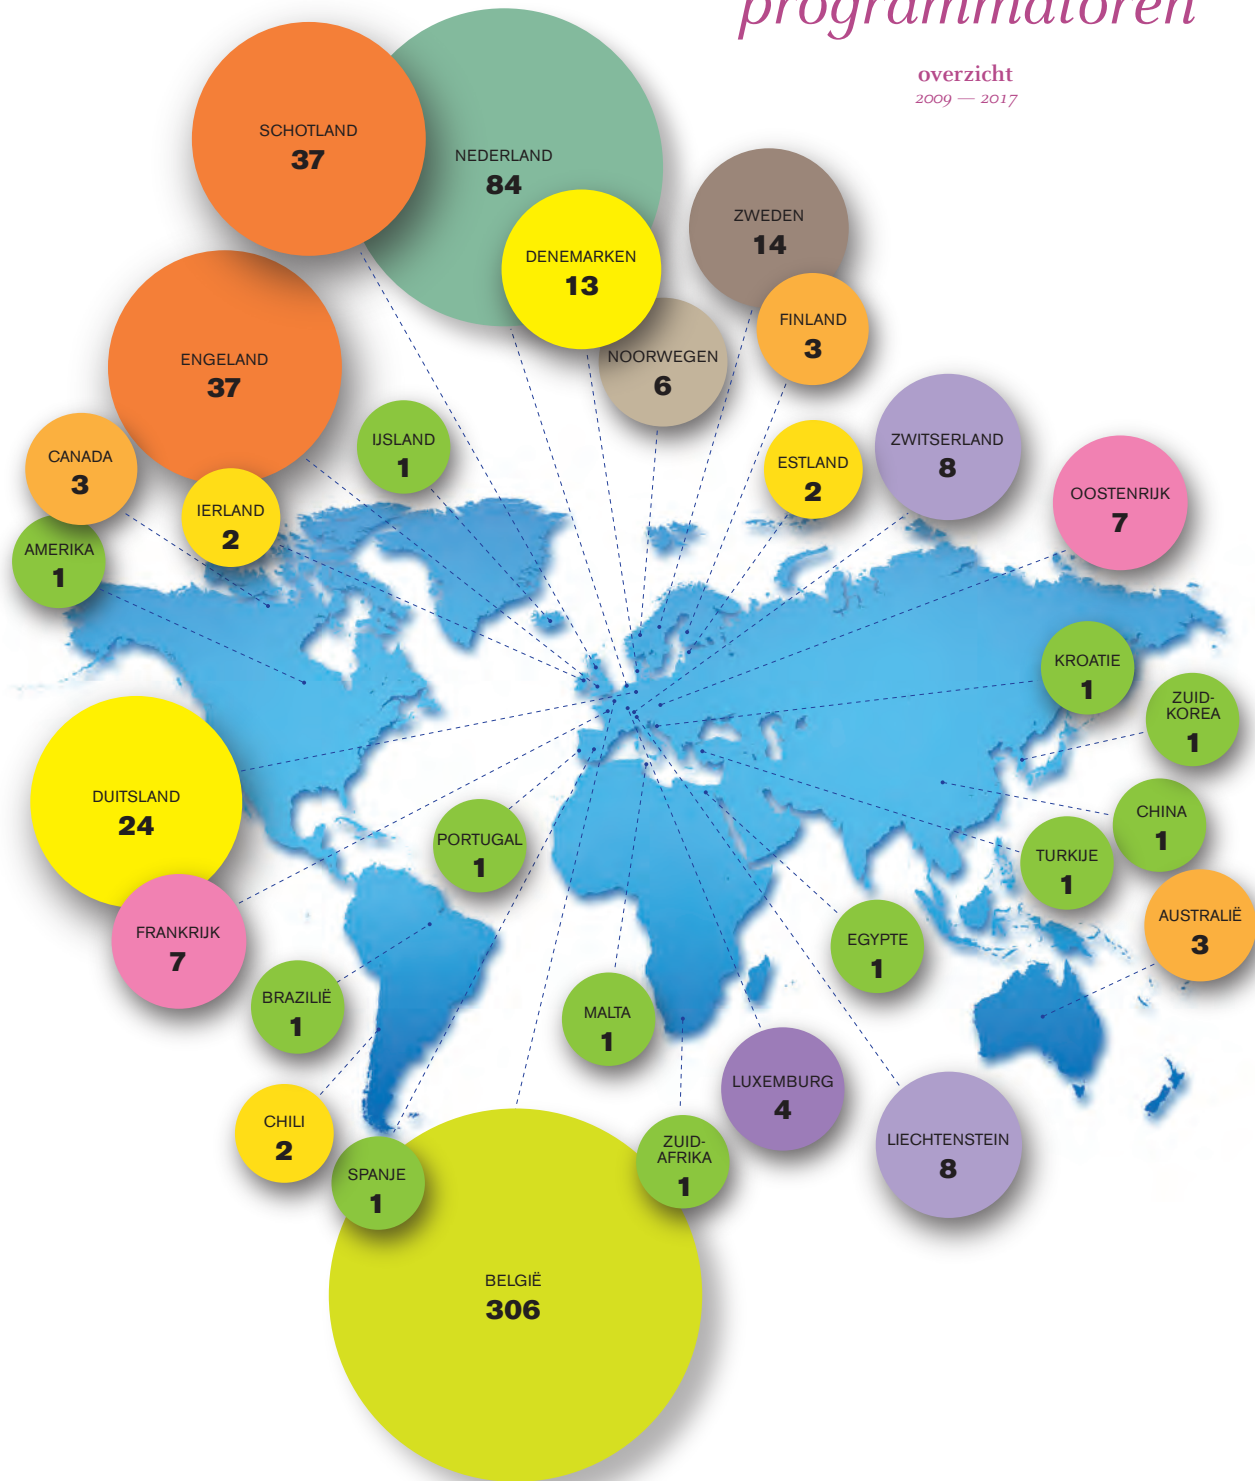 programmatoren
overzicht
2009 — 2017
SCHOTLAND
37
NEDERLAND
84
DENEMARKEN
13
ZWEDEN
14
FINLAND
3
NOORWEGEN
6
ENGELAND
37
IJSLAND
1
CANADA
3
IERLAND
2
AMERIKA
1
ESTLAND
2
ZWITSERLAND
8
OOSTENRIJK
7
KROATIE
1
ZUID-
KOREA
1
DUITSLAND
24
CHINA
1
PORTUGAL
1
TURKIJE
1
FRANKRIJK
7
AUSTRALIË
3
EGYPTE
1
BRAZILIË
1
MALTA
1
LUXEMBURG
4
CHILI
2
LIECHTENSTEIN
8
ZUID-
AFRIKA
1
SPANJE
1
BELGIË
306